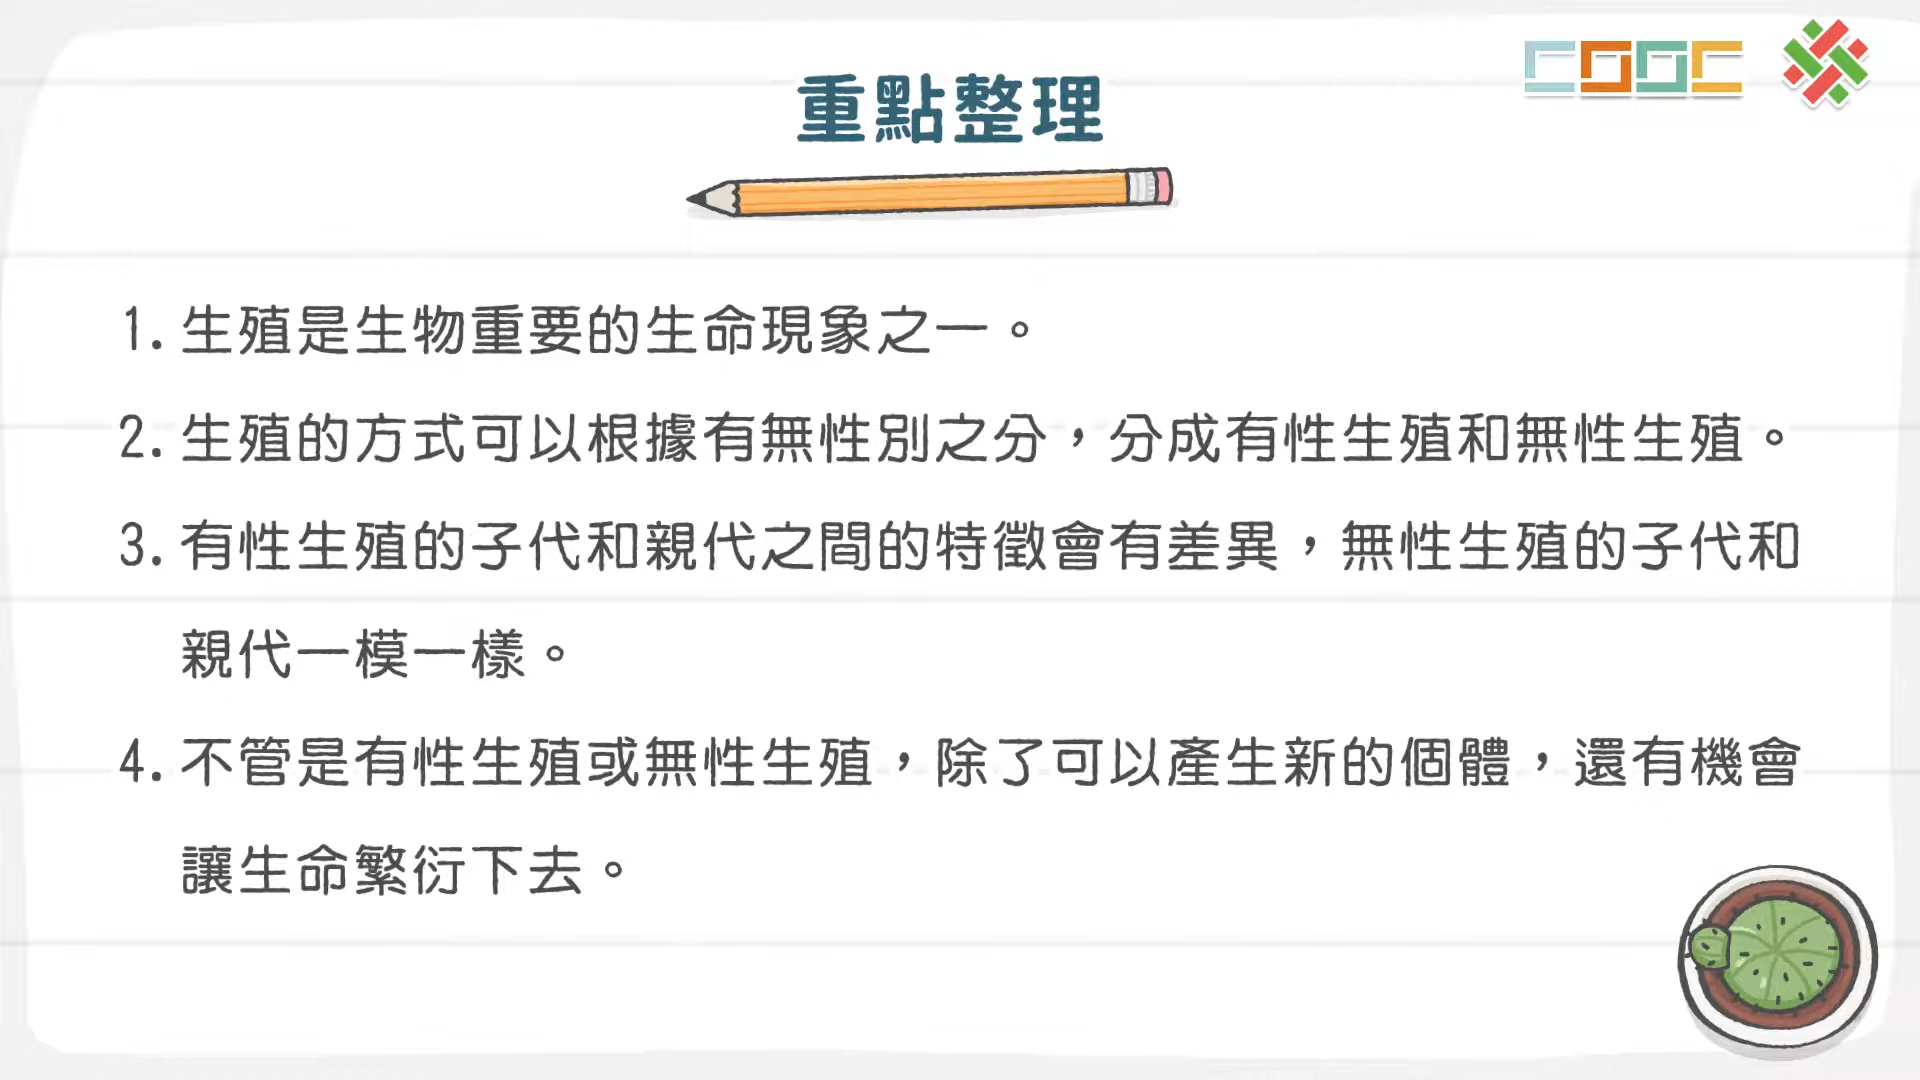 COOC
重點整理
1. 生殖是生物重要的生命現象之一。
2. 生殖的方式可以根據有無性別之分，分成有性生殖和無性生殖。
3. 有性生殖的子代和親代之間的特徵會有差異，無性生殖的子代和
親代一模一樣。
4. 不管是有性生殖或無性生殖，除了可以產生新的個體，還有機會
讓生命繁衍下去。